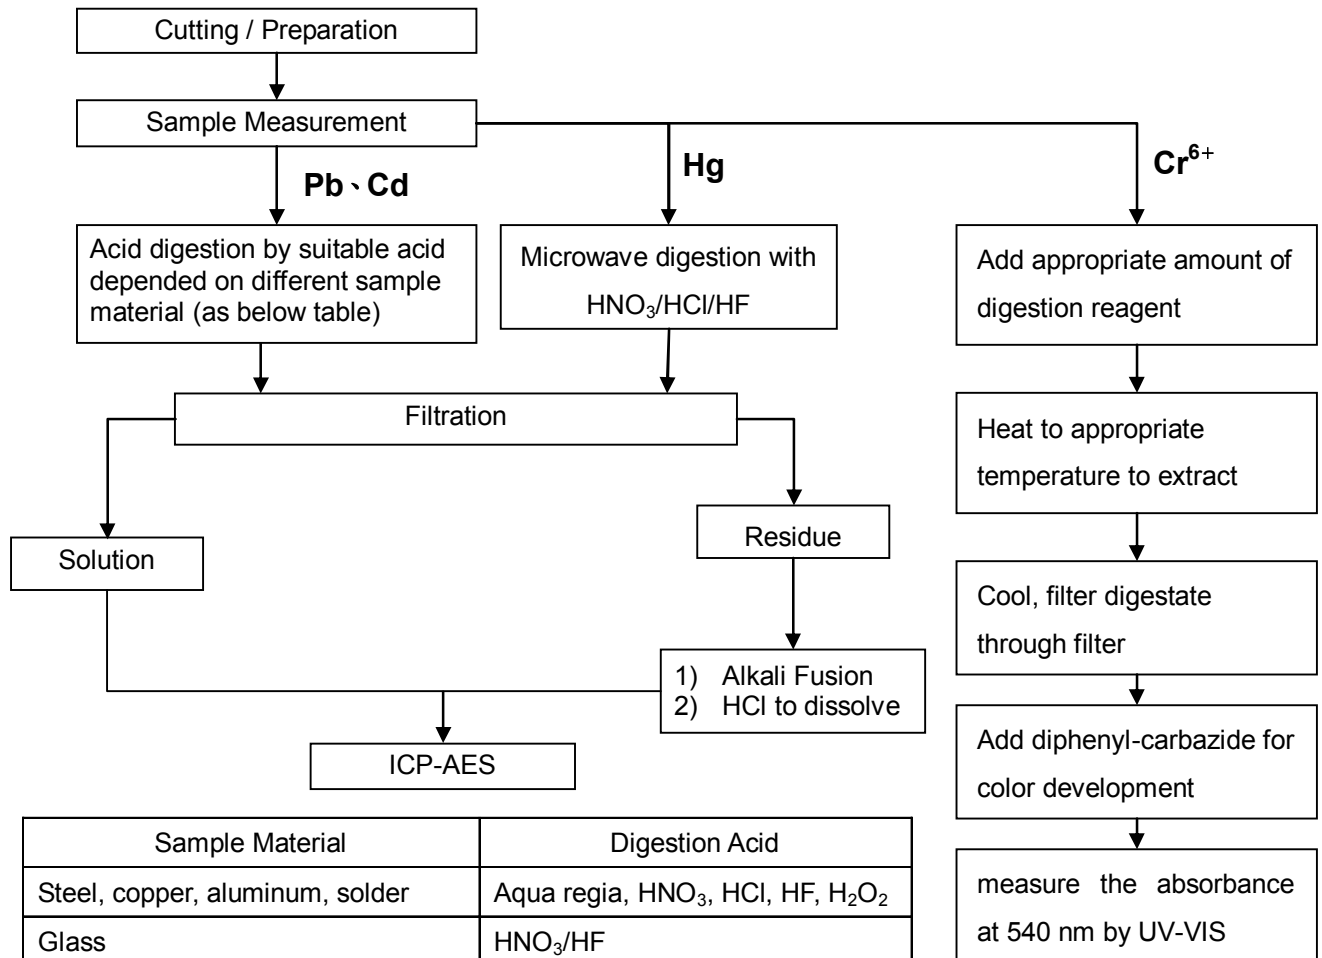 Cutting / Preparation
Sample Measurement
Pb、Cd
Hg
Cr⁶⁺
Acid digestion by suitable acid
depended on different sample
material (as below table)
Microwave digestion with
HNO₃/HCl/HF
Add appropriate amount of
digestion reagent
Filtration
Heat to appropriate
temperature to extract
Solution
Residue
Cool, filter digestate
through filter
1) Alkali Fusion
2) HCl to dissolve
ICP-AES
Add diphenyl-carbazide for
color development
measure the absorbance
at 540 nm by UV-VIS
Sample Material Digestion Acid
Steel, copper, aluminum, solder Aqua regia, HNO₃, HCl, HF, H₂O₂
Glass HNO₃/HF